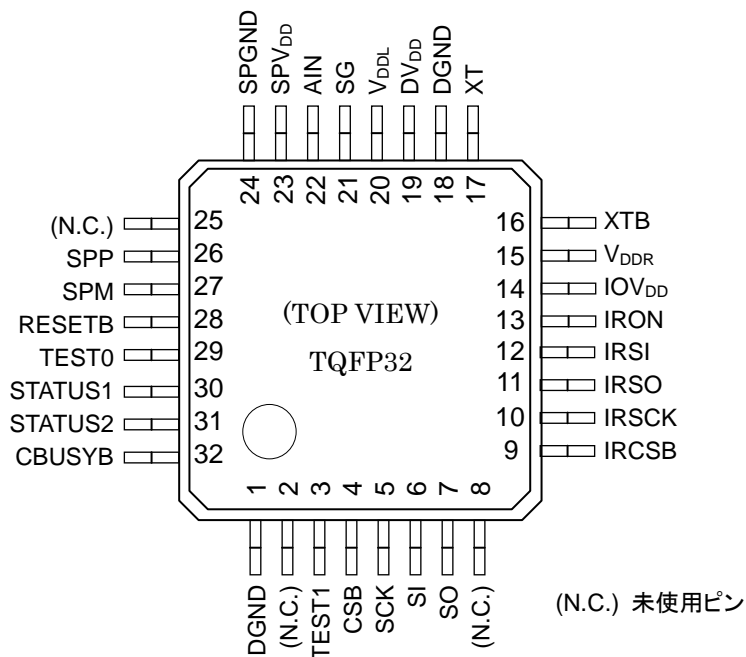 SPGND
SPVDD
AIN
SG
VDDL
DVDD
DGND
XT
24
23
22
21
20
19
18
17
(N.C.) 25
SPP 26
SPM 27
RESETB 28
TEST0 29
STATUS1 30
STATUS2 31
CBUSYB 32
(TOP VIEW)
TQFP32
16 XTB
15 VDDR
14 IOVDD
13 IRON
12 IRSI
11 IRSO
10 IRSCK
9 IRCSB
1
2
3
4
5
6
7
8
DGND
(N.C.)
TEST1
CSB
SCK
SI
SO
(N.C.)
(N.C.) 未使用ピン